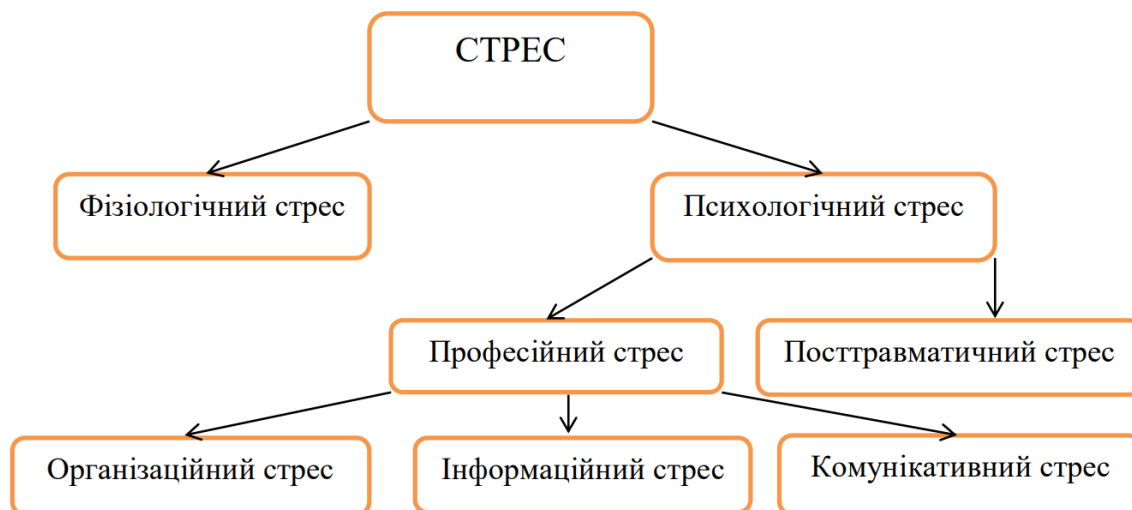 СТРЕС
Фізіологічний стрес
Психологічний стрес
Професійний стрес
Посттравматичний стрес
Організаційний стрес
Інформаційний стрес
Комунікативний стрес